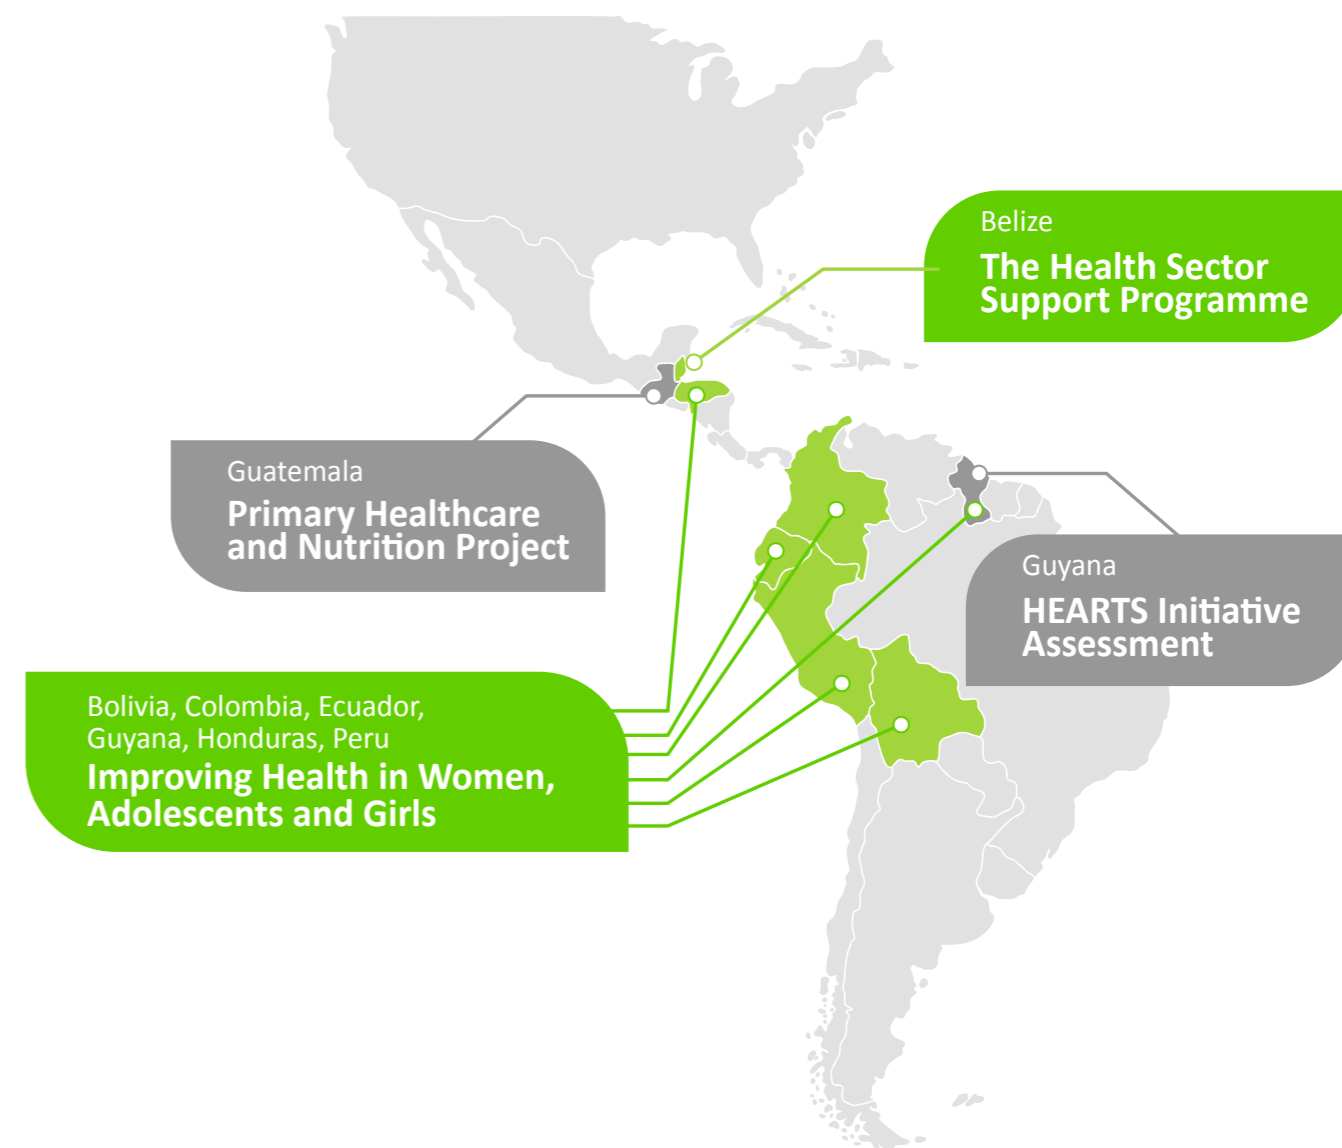 Belize
The Health Sector
Support Programme
Guatemala
Primary Healthcare
and Nutrition Project
Guyana
HEARTS Initiative
Assessment
Bolivia, Colombia, Ecuador,
Guyana, Honduras, Peru
Improving Health in Women,
Adolescents and Girls